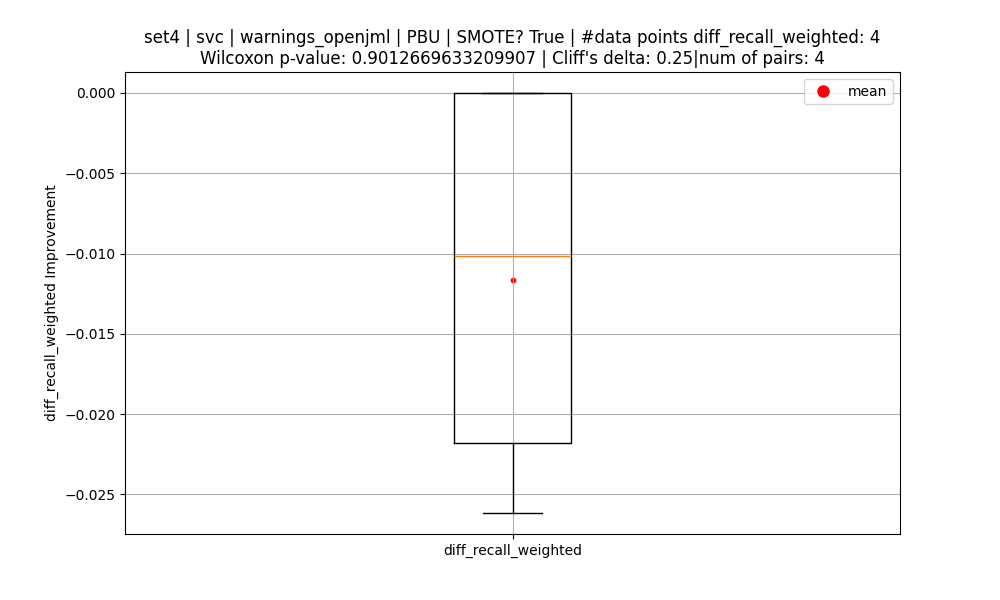 set4 | svc | warnings_openjml | PBU | SMOTE? True | #data points diff_recall_weighted: 4
Wilcoxon p-value: 0.9012669633209907 | Cliff's delta: 0.25|num of pairs: 4
mean
0.000
−0.005
−0.010
−0.015
−0.020
−0.025
diff_recall_weighted Improvement
diff_recall_weighted